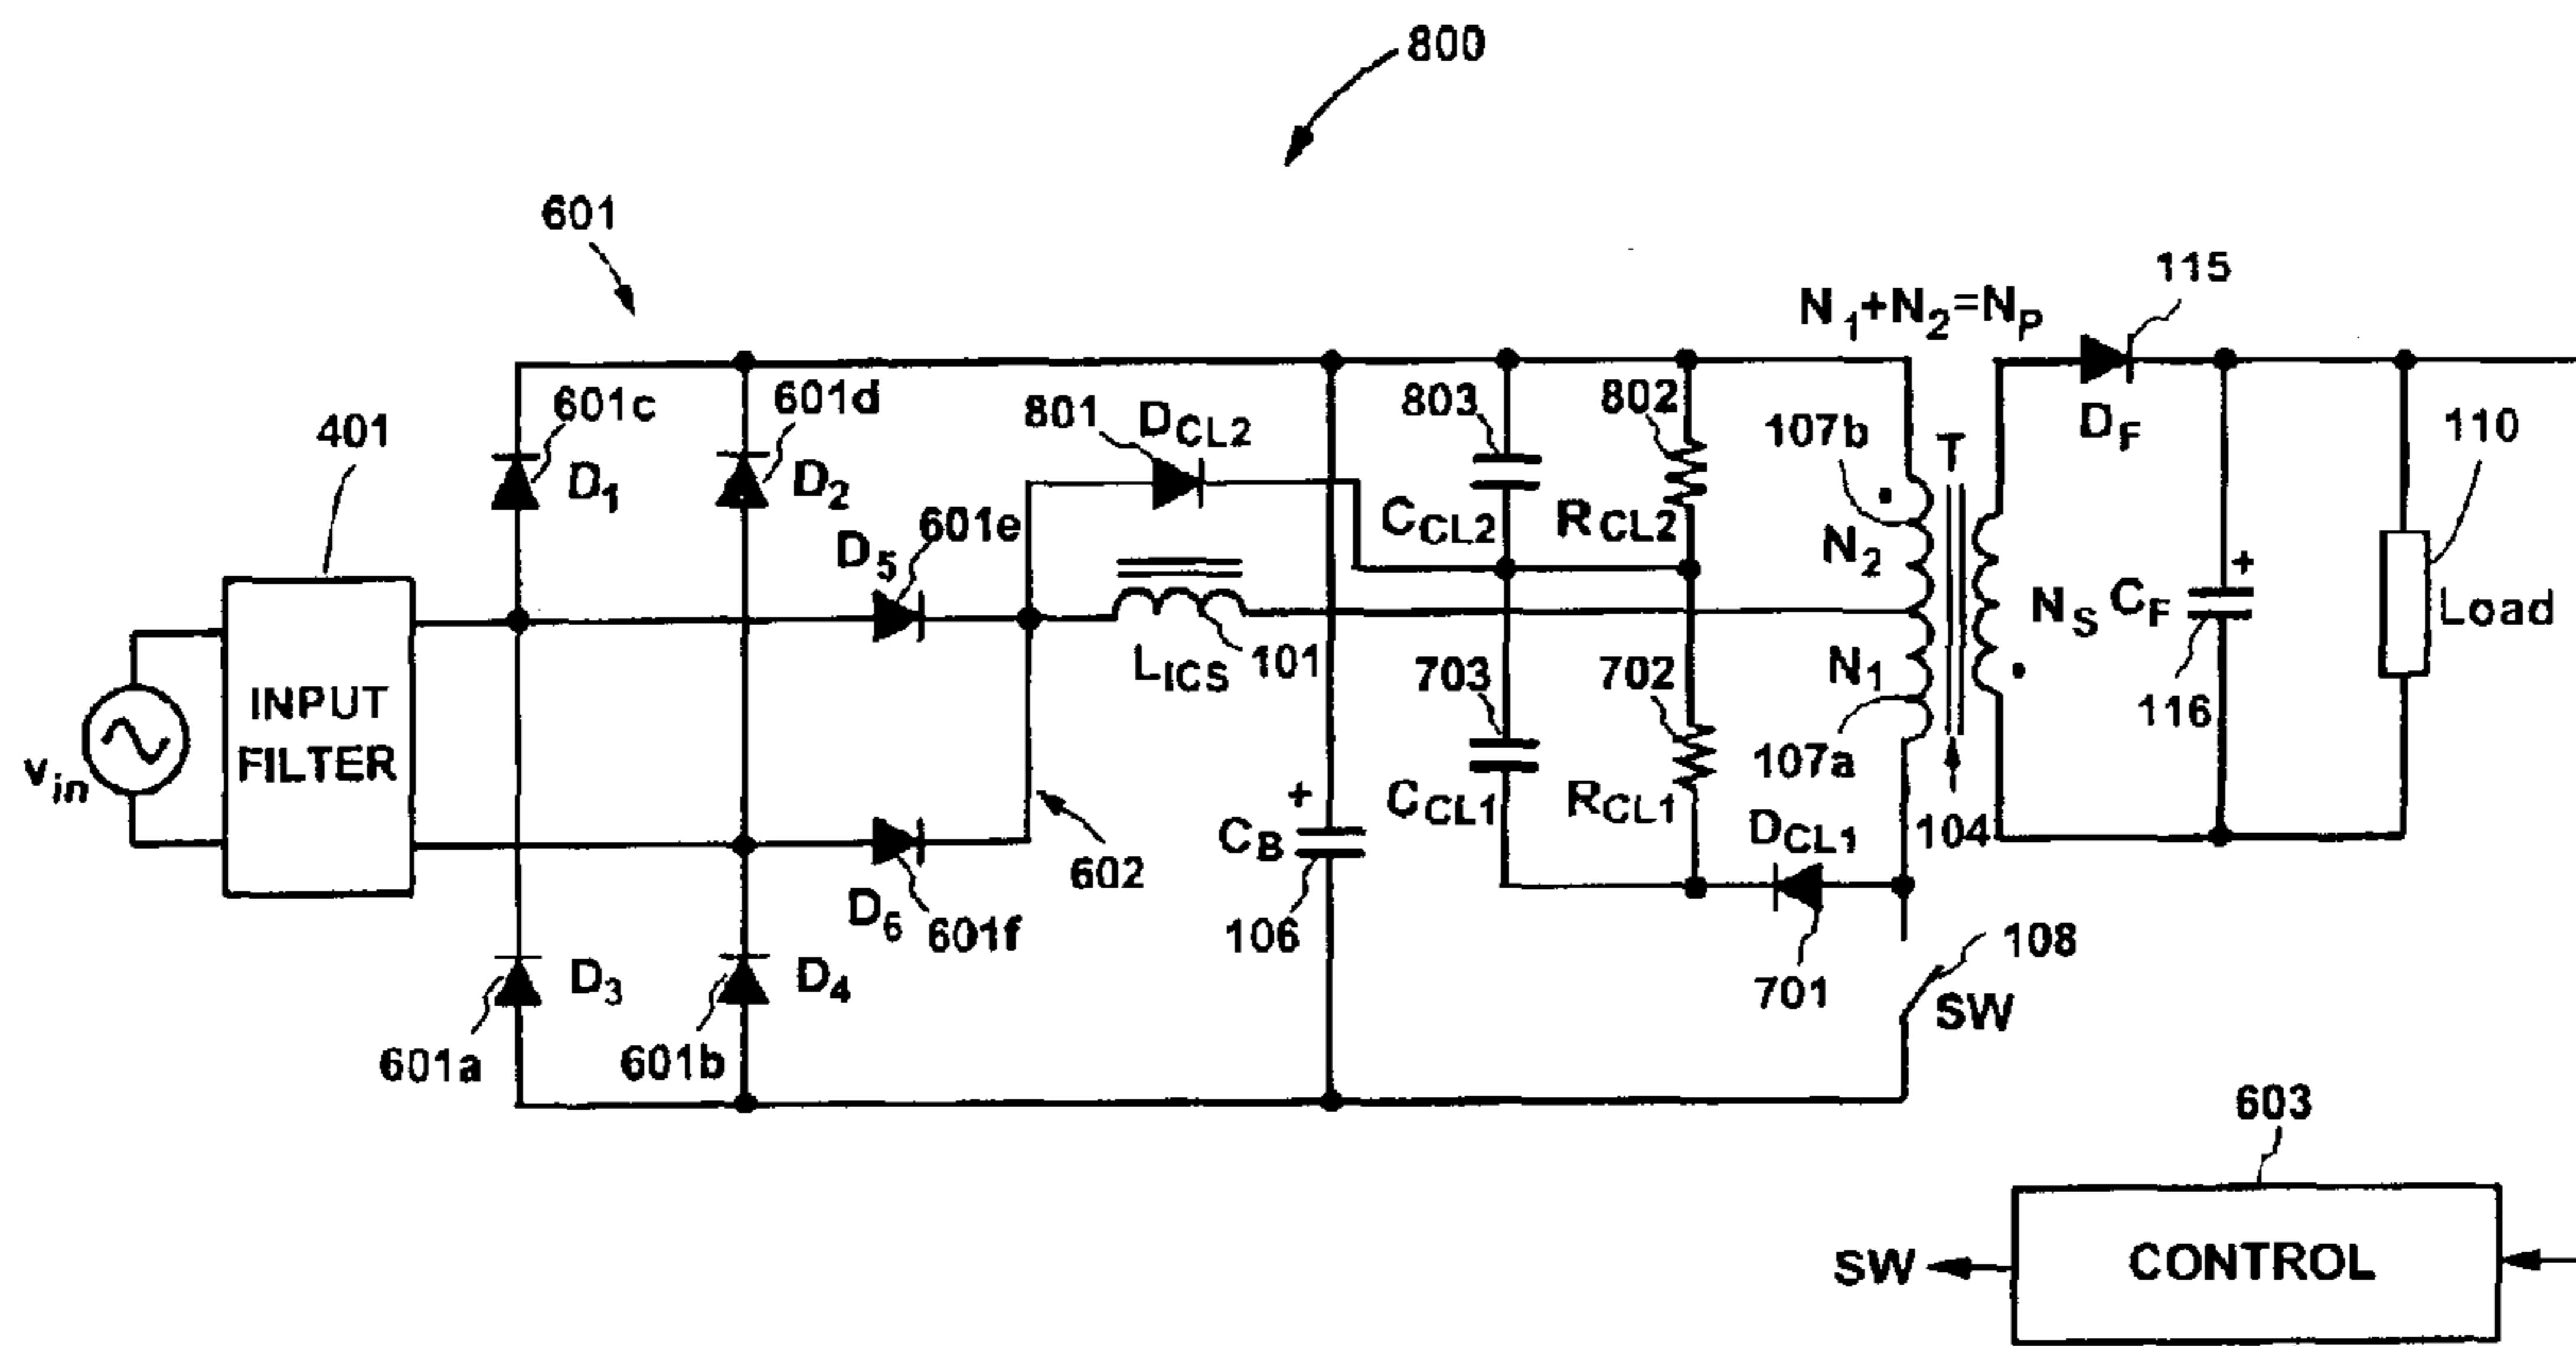 800
601
115
N1+N2=NP
601c
601d
801
DCL2
803
802
107b
T
DF
110
401
D1
D2
601e
D5
CCL2
RCL2
N2
NS
CF
+
Load
INPUT
FILTER
vin
LICS
101
703
702
N1
116
107a
CCL1
RCL1
DCL1
104
+
CB
602
D6
601f
106
701
108
SW
D3
D4
601a
601b
603
SW
CONTROL